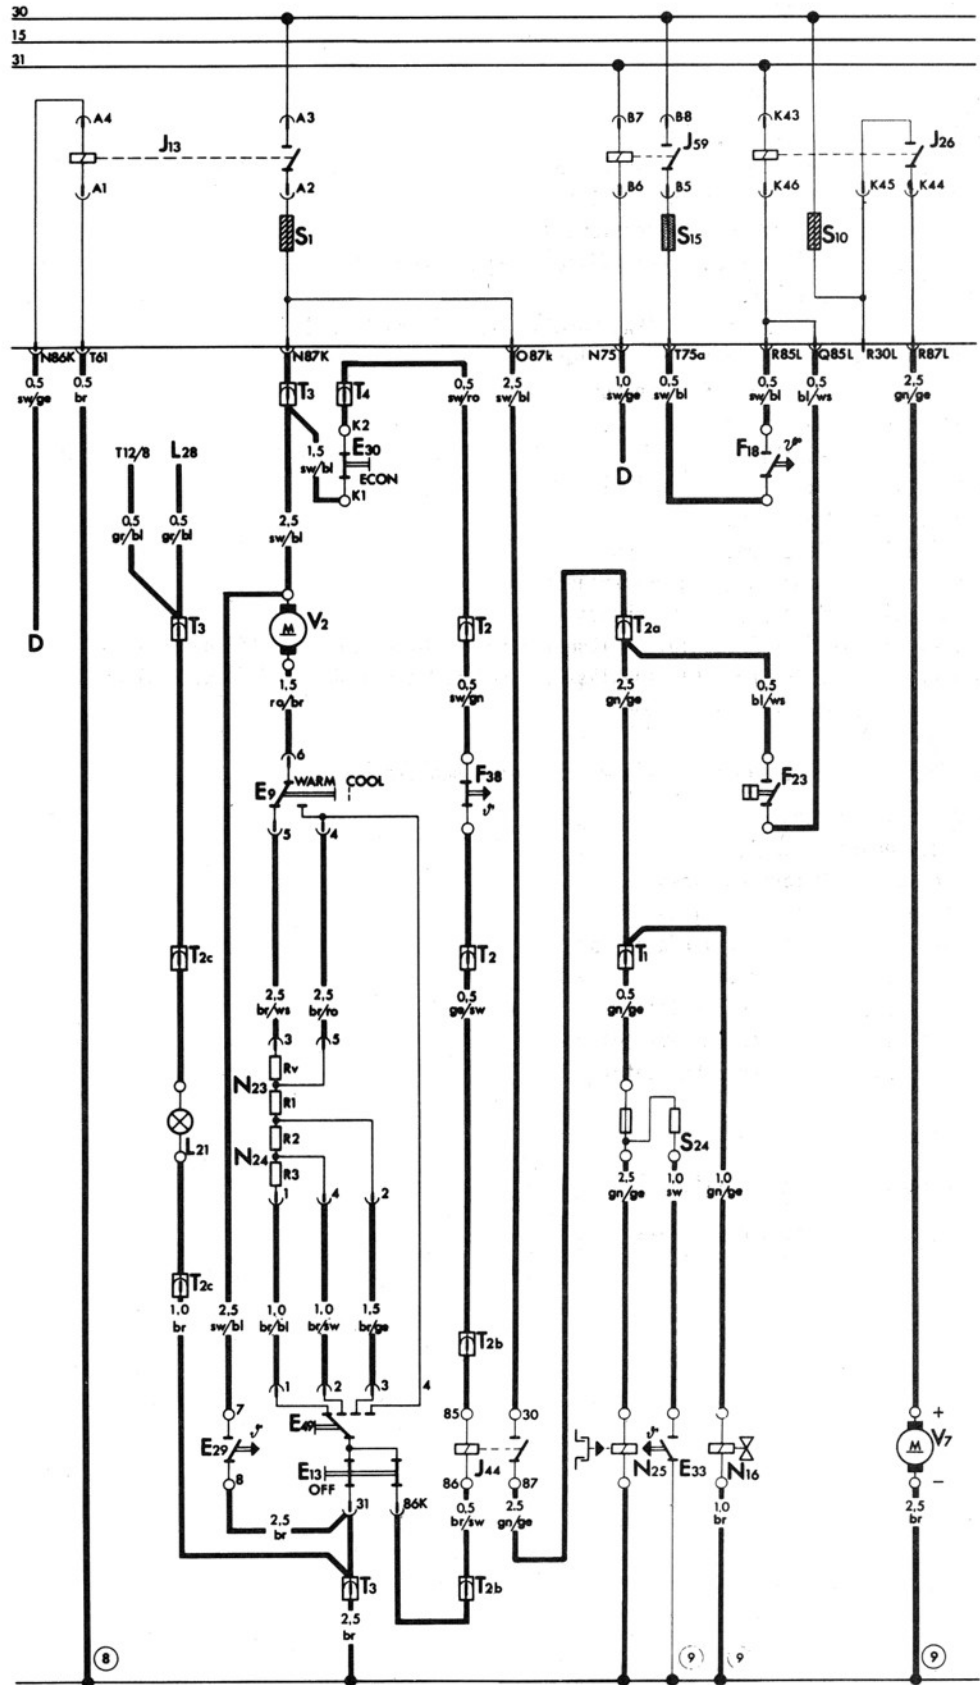 30
15
31
A4 A3 B7 B8 K43
J13 J59 J26
A1 A2 B6 B5 K46 K45 K44
S1 S15 S10
N86K T61 N87K O87k N75 T75a R85L Q85L R30L R87L
0.5 sw/ge
0.5 br
T3
T4
0.5 sw/ro
2.5 sw/bl
1.0 sw/ge
0.5 sw/bl
0.5 sw/bl
0.5 bl/ws
2.5 gn/ge
K2
T12/8 L28
1,5 sw/bl
E30
ECON
F18
D
K1
0.5 gr/bl
0.5 gr/bl
2,5 sw/bl
T3
V2
M
T2
T2a
D
1,5 ro/br
0,5 sw/gn
2,5 gn/ge
0,5 bl/ws
6
E9
WARM COOL
F38
F23
5 4
T2c
T2
T1
2,5 br/ws
2,5 br/ro
0,5 ge/sw
0,5 gn/ge
3 5
Rv
N23
R1
R2
N24
R3
L21
S24
1 4 2
2,5 gn/ge
1,0 sw
1,0 gn/ge
T2c
1,0 br
2,5 sw/bl
1,0 br/bl
1,0 br/sw
1,5 br/ge
T2b
1 2 3 4
7
E49
85 30
+
E29
J44
N25 E33 N16
V7
M
8
E13
OFF
86 87
−
31 86K
2,5 br
0,5 br/sw
2,5 gn/ge
1,0 br
2,5 br
T3
T2b
2,5 br
8 9 9 9